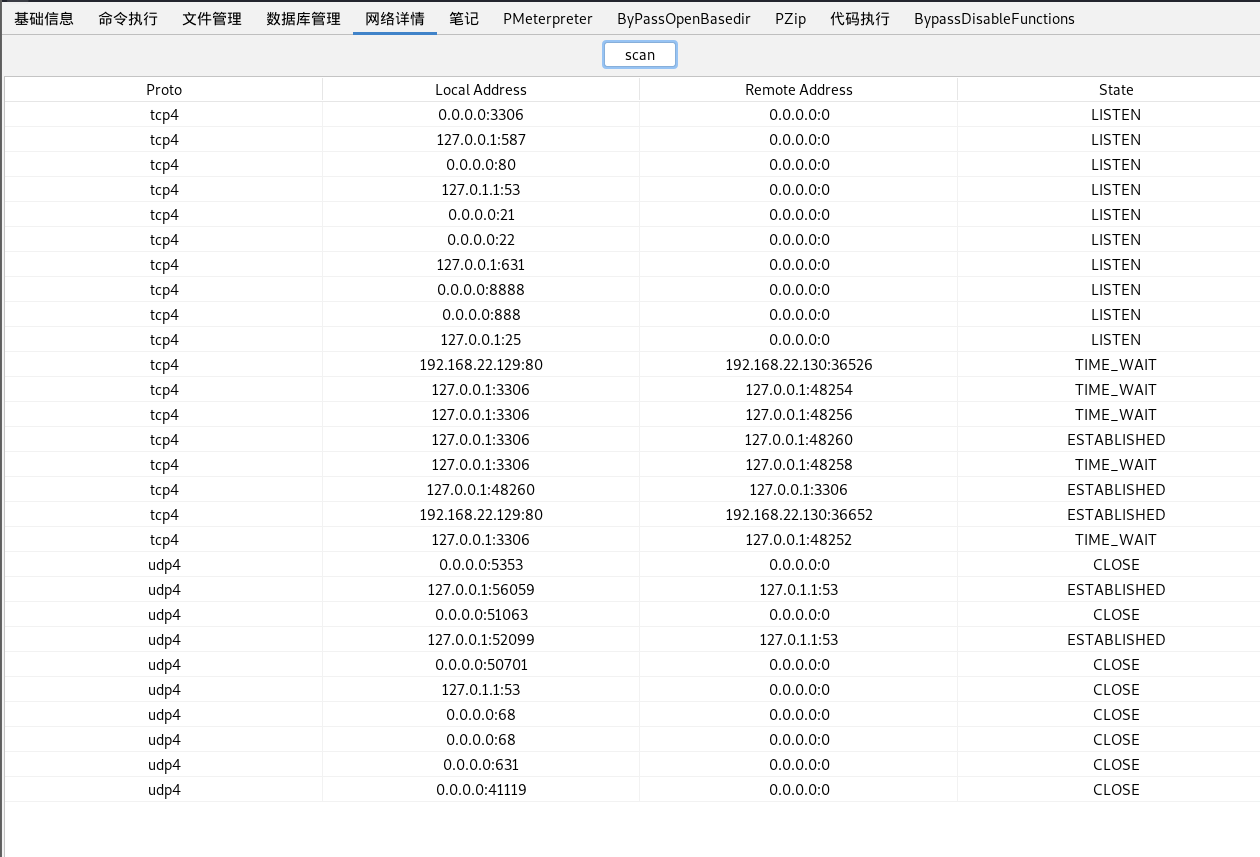 基础信息 命令执行 文件管理 数据库管理 网络详情 笔记 PMeterpreter ByPassOpenBasedir PZip 代码执行 BypassDisableFunctions
scan
Proto Local Address Remote Address State
tcp4 0.0.0.0:3306 0.0.0.0:0 LISTEN
tcp4 127.0.0.1:587 0.0.0.0:0 LISTEN
tcp4 0.0.0.0:80 0.0.0.0:0 LISTEN
tcp4 127.0.1.1:53 0.0.0.0:0 LISTEN
tcp4 0.0.0.0:21 0.0.0.0:0 LISTEN
tcp4 0.0.0.0:22 0.0.0.0:0 LISTEN
tcp4 127.0.0.1:631 0.0.0.0:0 LISTEN
tcp4 0.0.0.0:8888 0.0.0.0:0 LISTEN
tcp4 0.0.0.0:888 0.0.0.0:0 LISTEN
tcp4 127.0.0.1:25 0.0.0.0:0 LISTEN
tcp4 192.168.22.129:80 192.168.22.130:36526 TIME_WAIT
tcp4 127.0.0.1:3306 127.0.0.1:48254 TIME_WAIT
tcp4 127.0.0.1:3306 127.0.0.1:48256 TIME_WAIT
tcp4 127.0.0.1:3306 127.0.0.1:48260 ESTABLISHED
tcp4 127.0.0.1:3306 127.0.0.1:48258 TIME_WAIT
tcp4 127.0.0.1:48260 127.0.0.1:3306 ESTABLISHED
tcp4 192.168.22.129:80 192.168.22.130:36652 ESTABLISHED
tcp4 127.0.0.1:3306 127.0.0.1:48252 TIME_WAIT
udp4 0.0.0.0:5353 0.0.0.0:0 CLOSE
udp4 127.0.0.1:56059 127.0.1.1:53 ESTABLISHED
udp4 0.0.0.0:51063 0.0.0.0:0 CLOSE
udp4 127.0.0.1:52099 127.0.1.1:53 ESTABLISHED
udp4 0.0.0.0:50701 0.0.0.0:0 CLOSE
udp4 127.0.1.1:53 0.0.0.0:0 CLOSE
udp4 0.0.0.0:68 0.0.0.0:0 CLOSE
udp4 0.0.0.0:68 0.0.0.0:0 CLOSE
udp4 0.0.0.0:631 0.0.0.0:0 CLOSE
udp4 0.0.0.0:41119 0.0.0.0:0 CLOSE